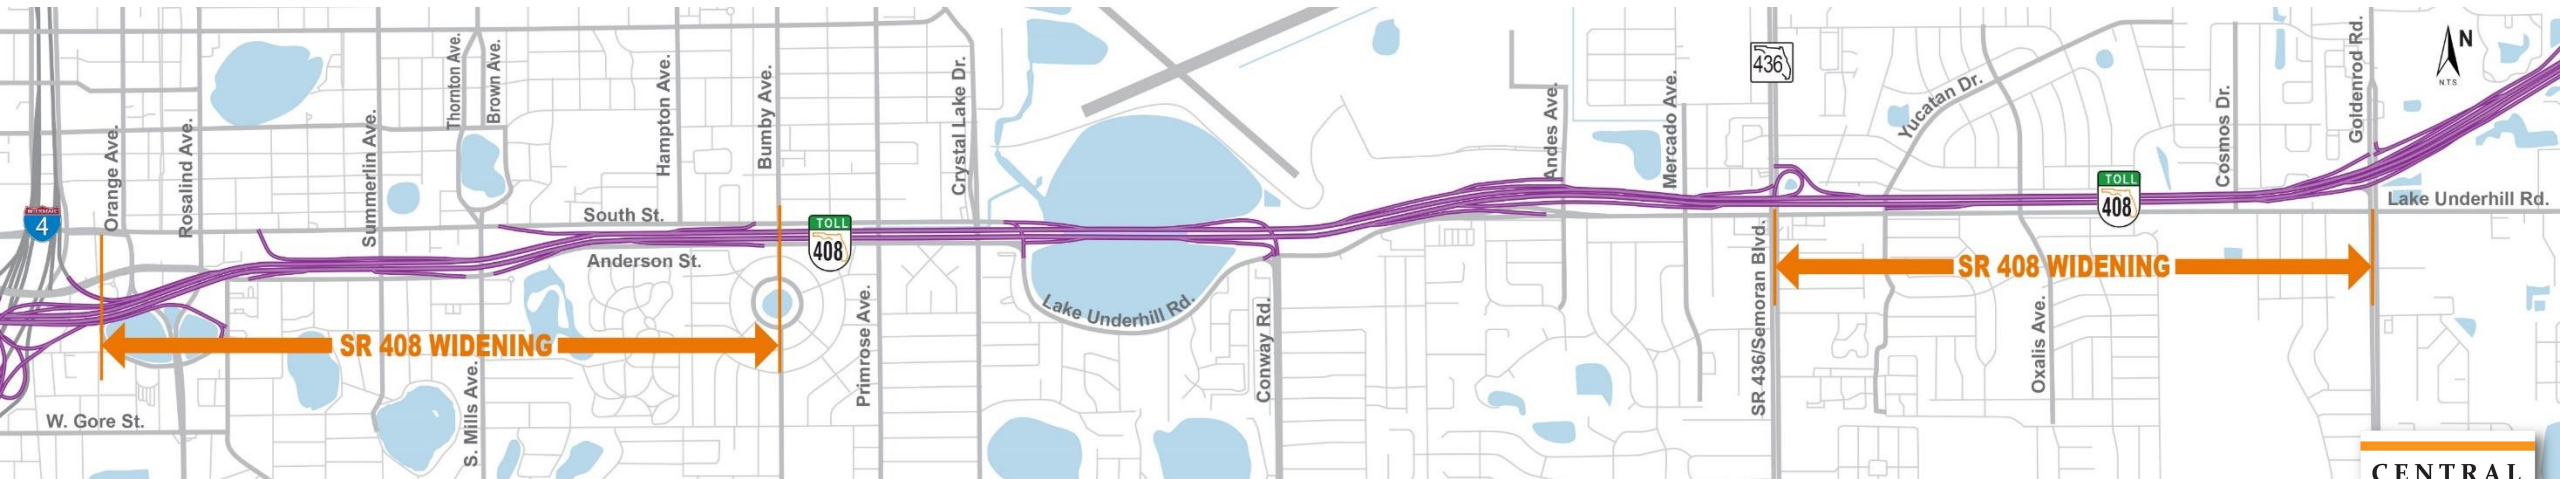 INTERSTATE
4
Orange Ave.
Rosalind Ave.
Summerlin Ave.
Thornton Ave.
Brown Ave.
Hampton Ave.
Bumby Ave.
Crystal Lake Dr.
Andes Ave.
Mercado Ave.
436
Yucatan Dr.
Cosmos Dr.
Goldenrod Rd.
N
N.T.S
South St.
Anderson St.
TOLL
408
TOLL
408
Lake Underhill Rd.
SR 408 WIDENING
SR 408 WIDENING
Lake Underhill Rd.
W. Gore St.
S. Mills Ave.
Primrose Ave.
Conway Rd.
SR 436/Semoran Blvd.
Oxalis Ave.
CENTRAL